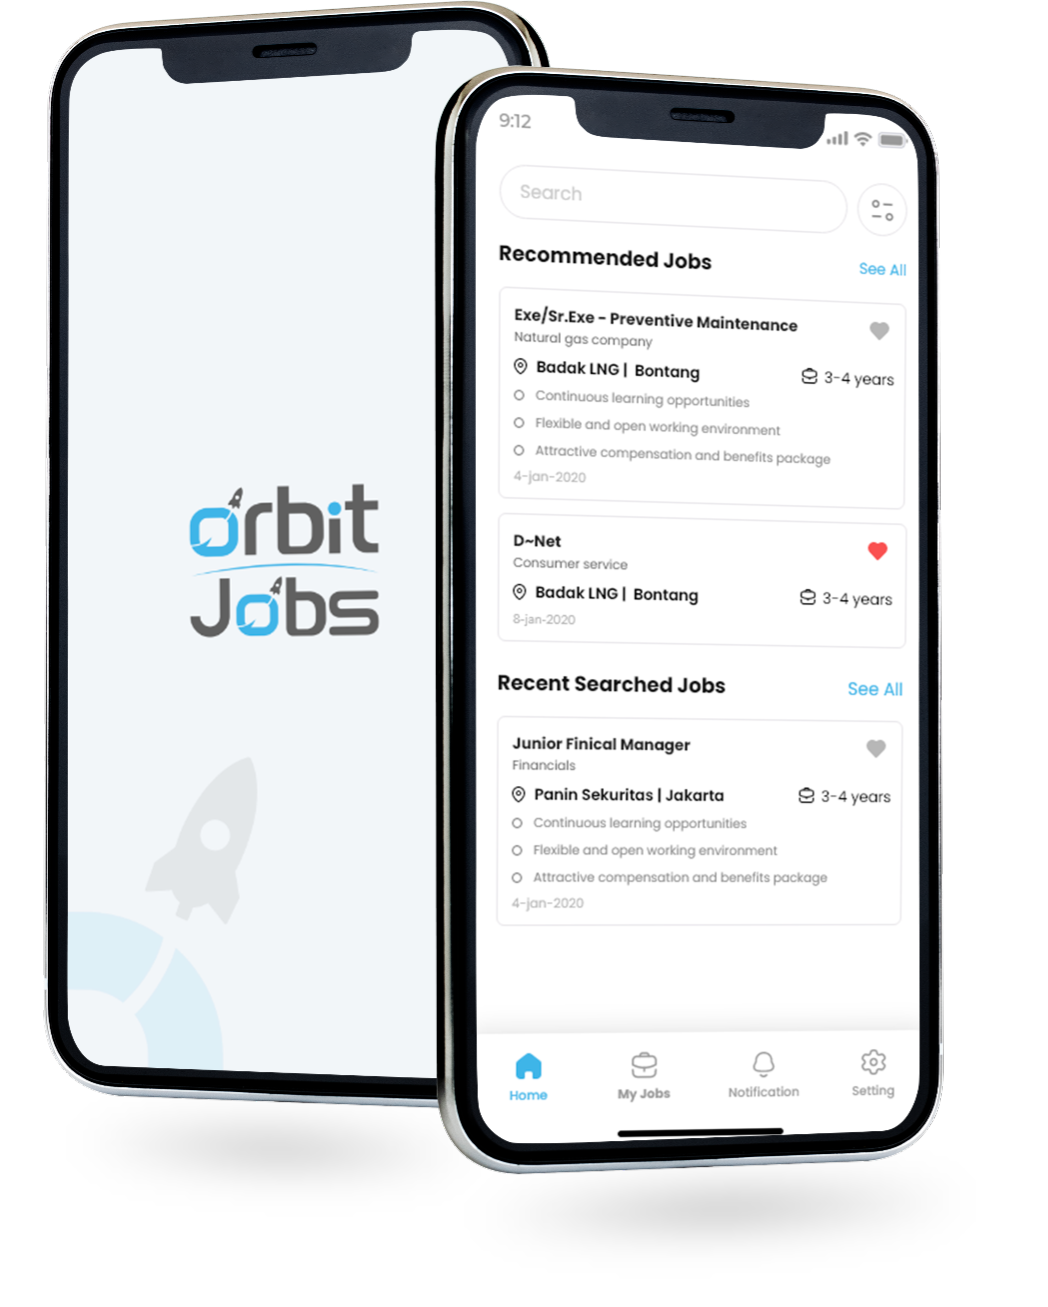 Orbit
Jobs
9:12
Search
Recommended Jobs
See All
Exe/Sr.Exe - Preventive Maintenance
Natural gas company
Badak LNG | Bontang
3-4 years
Continuous learning opportunities
Flexible and open working environment
Attractive compensation and benefits package
4-jan-2020
D~Net
Consumer service
Badak LNG | Bontang
3-4 years
8-jan-2020
Recent Searched Jobs
See All
Junior Finical Manager
Financials
Panin Sekuritas | Jakarta
3-4 years
Continuous learning opportunities
Flexible and open working environment
Attractive compensation and benefits package
4-jan-2020
Home
My Jobs
Notification
Setting